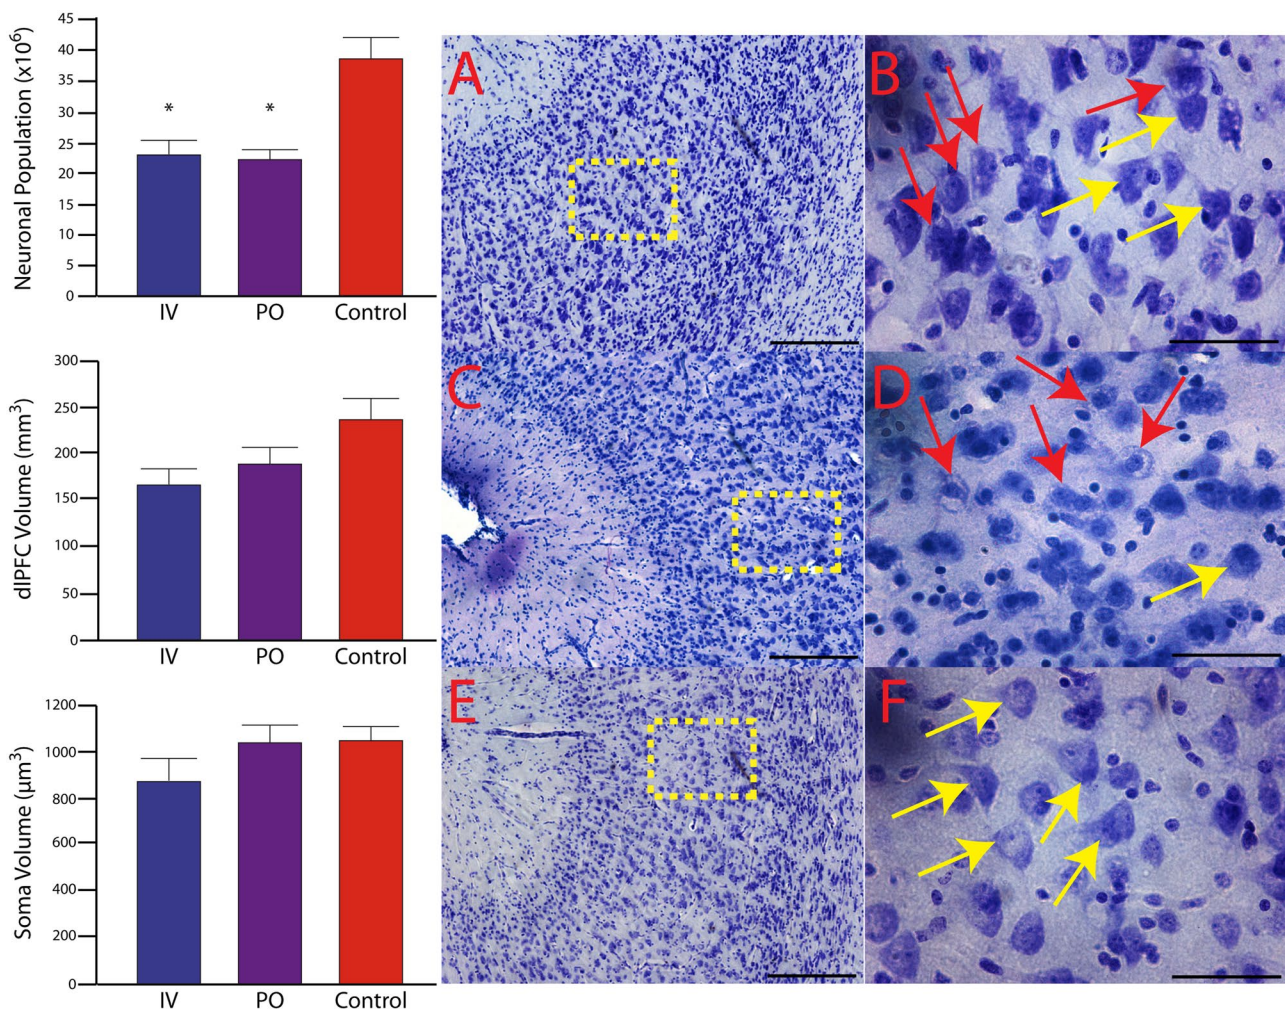 Neuronal Population (x10⁶)
45
40
35
30
25
20
15
10
5
0
*
*
IV
PO
Control
dlPFC Volume (mm³)
300
250
200
150
100
50
0
IV
PO
Control
Soma Volume (µm³)
1200
1000
800
600
400
200
0
IV
PO
Control
A
B
C
D
E
F